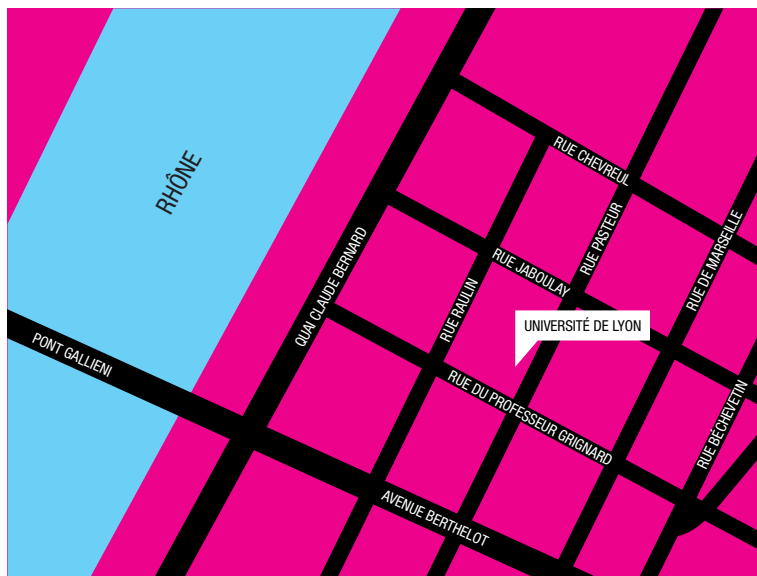 RUE CHEVREUL
RHÔNE
RUE PASTEUR
RUE DE MARSEILLE
QUAI CLAUDE BERNARD
RUE JABOULAY
RUE RAULIN
UNIVERSITÉ DE LYON
PONT GALLIENI
RUE DU PROFESSEUR GRIGNARD
RUE BÉCHEVETIN
AVENUE BERTHELOT